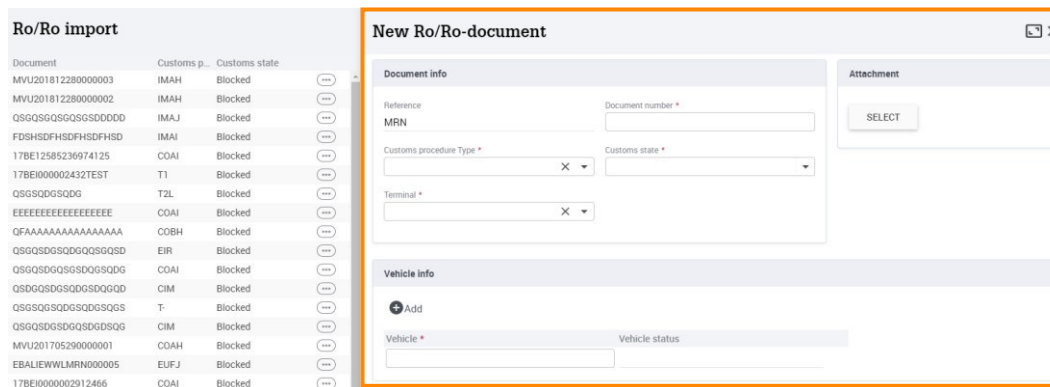 Ro/Ro import
Document Customs p... Customs state
MVU201812280000003 IMAH Blocked
MVU201812280000002 IMAH Blocked
QSGQSGQSGQSGSDDDDD IMAJ Blocked
FDSHSDFHSDFHSDFHSD IMAI Blocked
17BE12585236974125 COAI Blocked
17BEI000002432TEST T1 Blocked
QSGSQDGSQDG T2L Blocked
EEEEEEEEEEEEEEEEEE COAI Blocked
QFAAAAAAAAAAAAAAAA COBH Blocked
QSGQSDGSQDGQQSGQSD EIR Blocked
QSGQSDGQSGSDQGSQDG COAI Blocked
QSDGQSDGSQDGSDQGQD CIM Blocked
QSGSQGSQDGSQDGSQGS T- Blocked
QSGQSDGSDGQSDGDSQG CIM Blocked
MVU201705290000001 COAH Blocked
EBALIEWWLMRN000005 EUFJ Blocked
17BEI0000002912466 COAI Blocked
New Ro/Ro-document
Document info
Reference
MRN
Document number *
Customs procedure Type *
Customs state *
Terminal *
Attachment
SELECT
Vehicle info
Add
Vehicle * Vehicle status